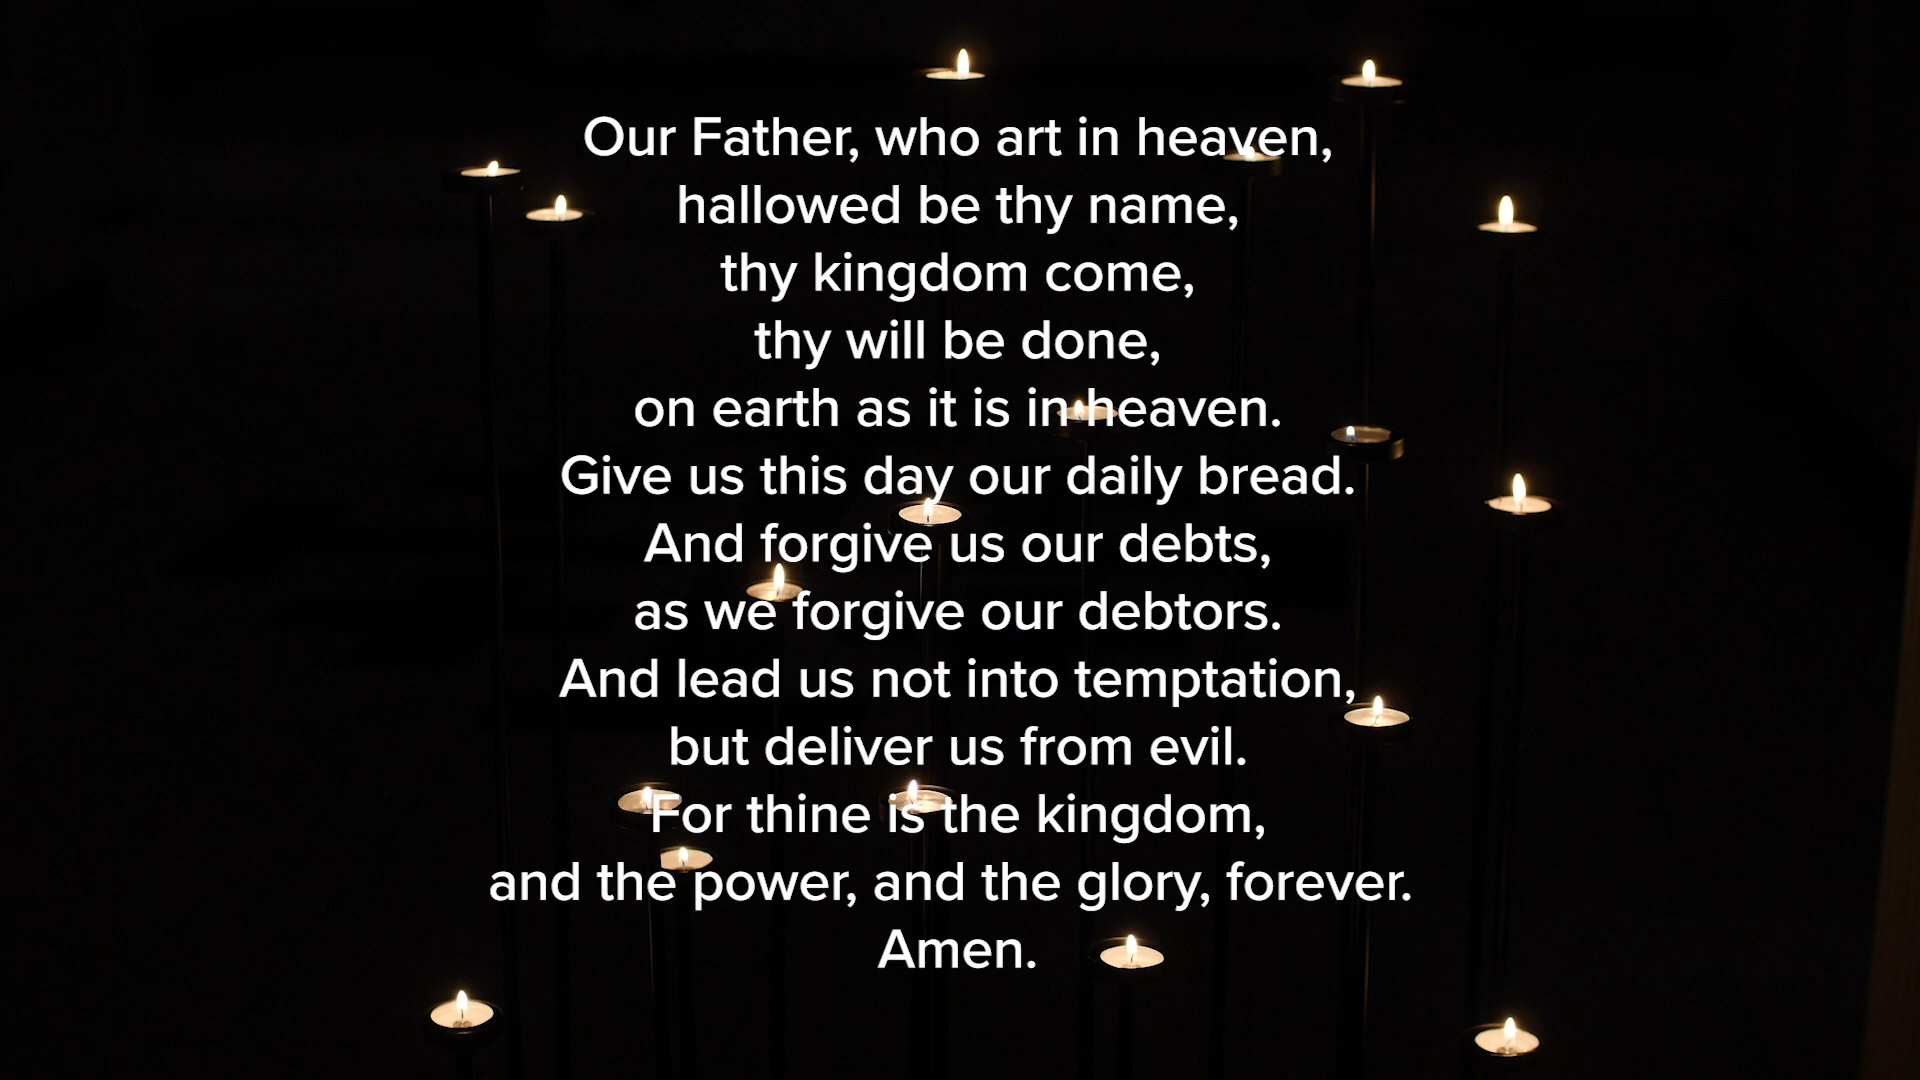 Our Father, who art in heaven,
hallowed be thy name,
thy kingdom come,
thy will be done,
on earth as it is in heaven.
Give us this day our daily bread.
And forgive us our debts,
as we forgive our debtors.
And lead us not into temptation,
but deliver us from evil.
For thine is the kingdom,
and the power, and the glory, forever.
Amen.